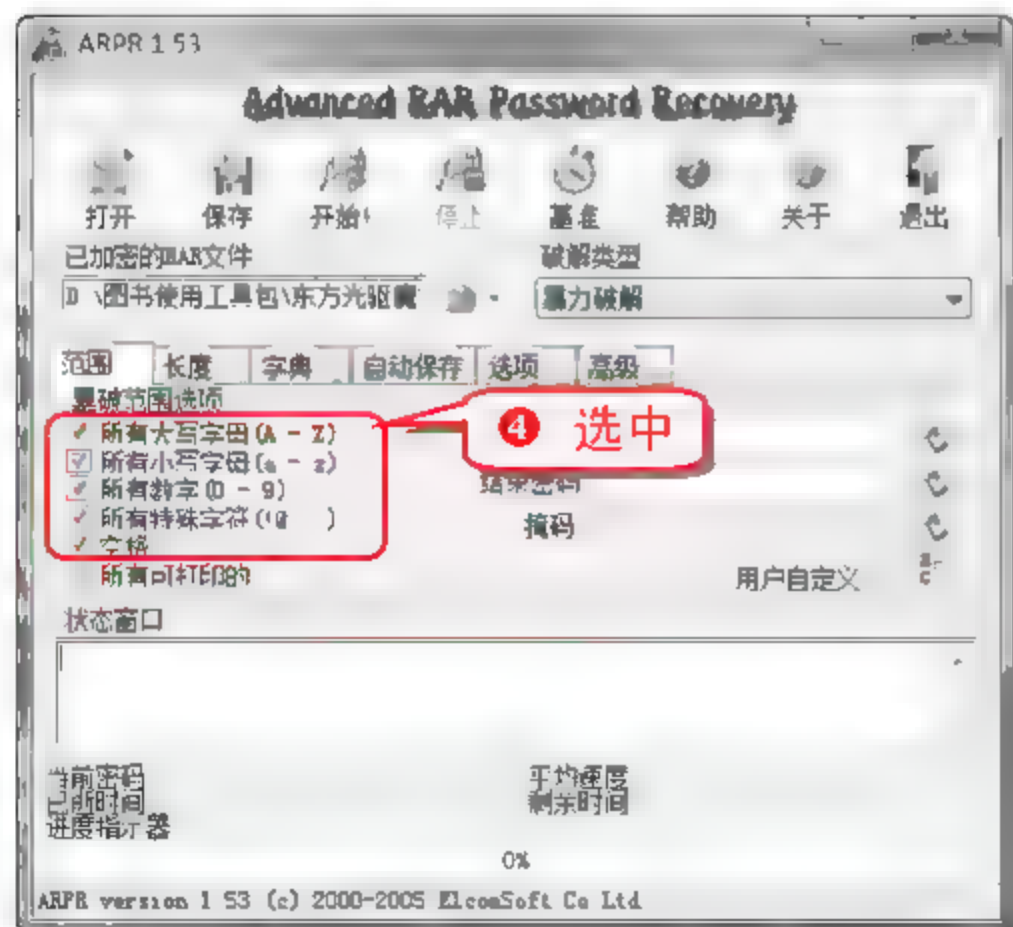 ARPR 1 53
Advanced RAR Password Recovery
打开 保存 开始! 停止 基准 帮助 关于 退出
已加密的RAR文件 破解类型
D \图书使用工具包\东方光驱魔 暴力破解
范围 长度 字典 自动保存 选项 高级
暴破范围选项
所有大写字母(A - Z)
④ 选中
所有小写字母(a - z)
所有数字(0 - 9) 结束密码
所有特殊字符(!@ ) 掩码
空格
所有可打印的 用户自定义
状态窗口
当前密码 平均速度
已用时间 剩余时间
进度指示器
0%
ARPR version 1 53 (c) 2000-2005 ElcomSoft Co Ltd